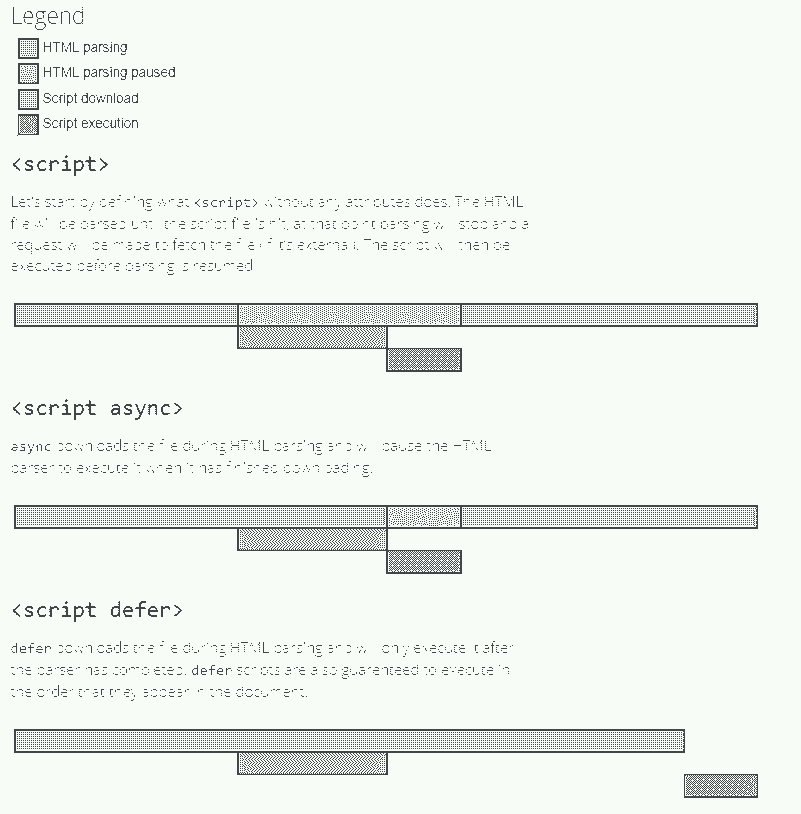 Legend
HTML parsing
HTML parsing paused
Script download
Script execution
<script>
Let's start by defining what <script> without any attributes does. The HTML
file will be parsed until the script file is hit, at that point parsing will stop and a
request will be made to fetch the file (if it's external). The script will then be
executed before parsing is resumed.
<script async>
async downloads the file during HTML parsing and will pause the HTML
parser to execute it when it has finished downloading.
<script defer>
defer downloads the file during HTML parsing and will only execute it after
the parser has completed. defer scripts are also guarenteed to execute in
the order that they appear in the document.